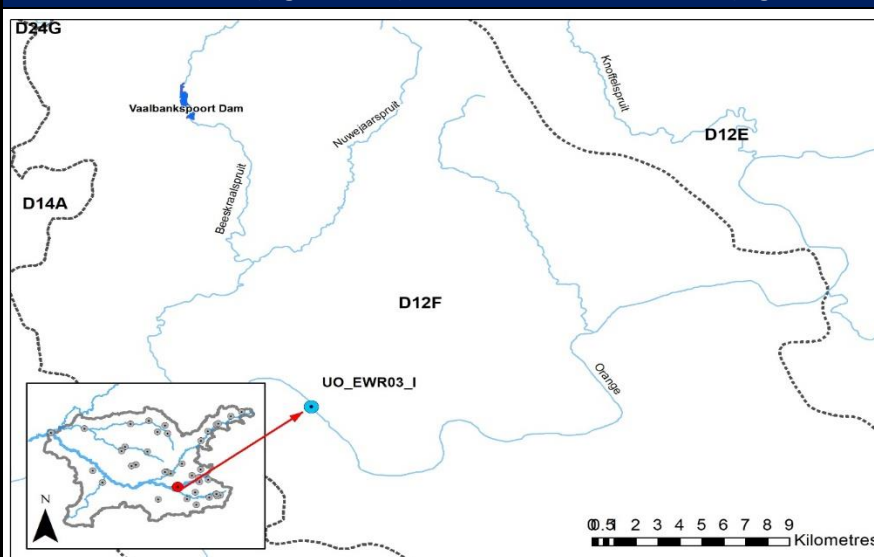 D24G
Vaalbankspoort Dam
Nuwejaarspruit
Knoffelspruit
D12E
D14A
Beeskraalspruit
D12F
UO_EWR03_I
Orange
N
0 0.5 1 2 3 4 5 6 7 8 9
Kilometres